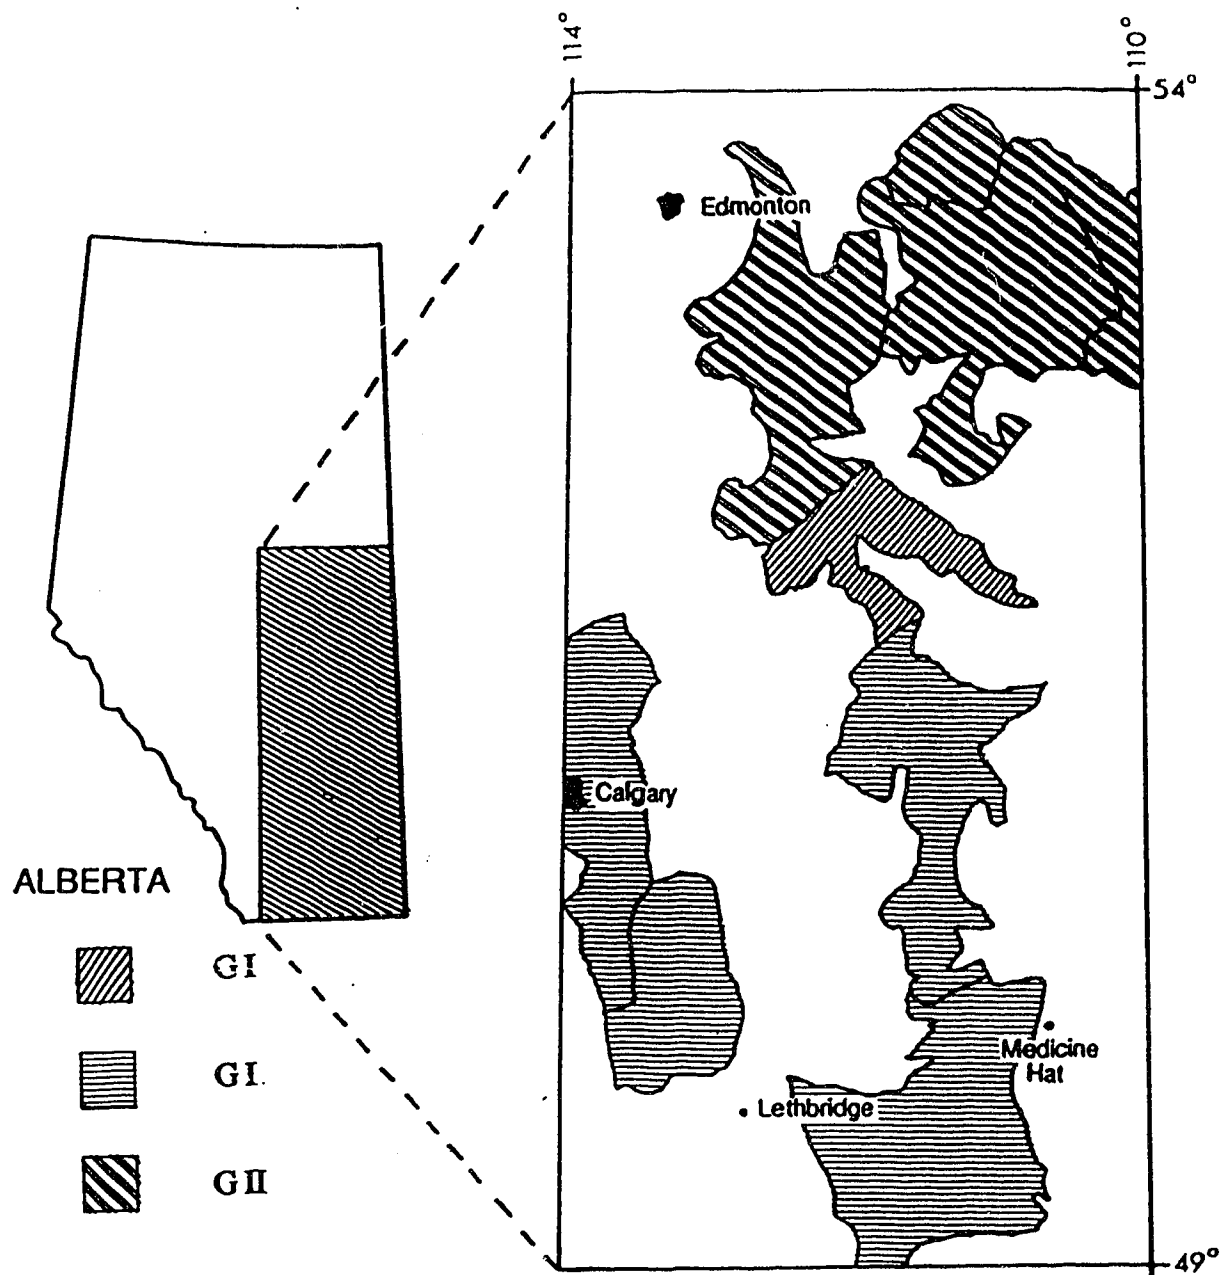 114°
110°
54°
Edmonton
Calgary
ALBERTA
GI
GI.
GII
Medicine
Hat
Lethbridge
49°